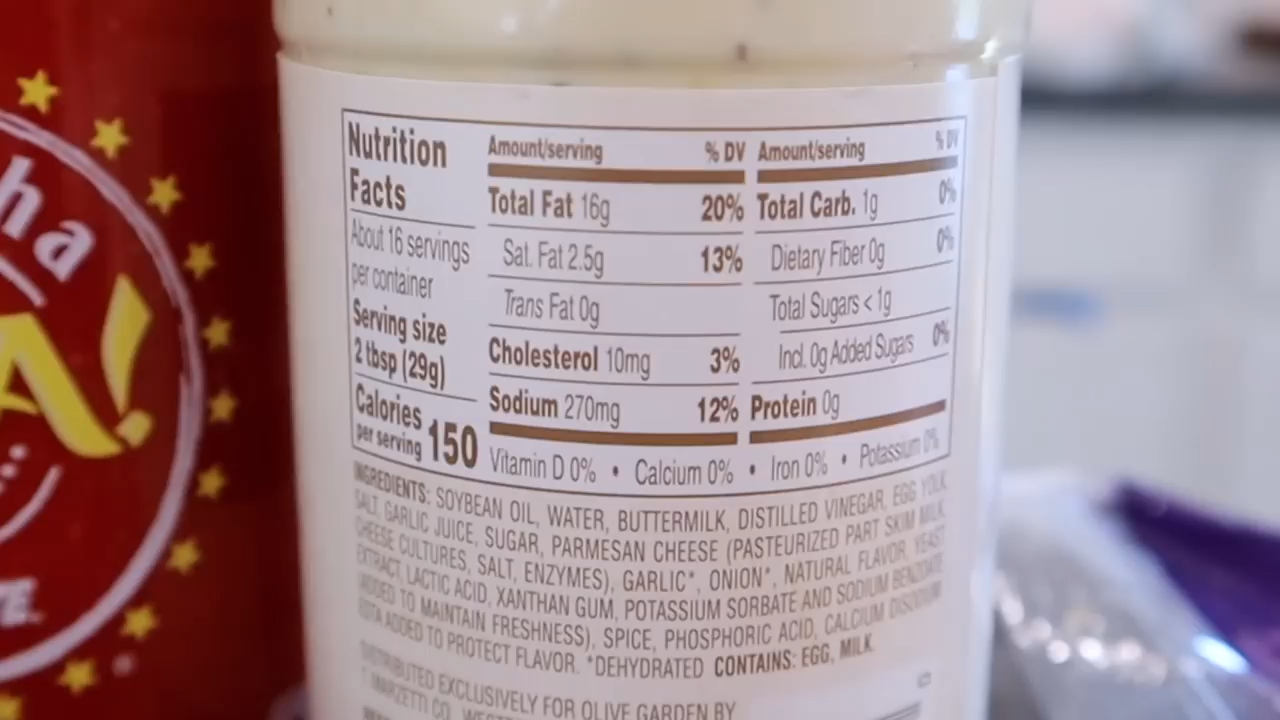 ha
A!
Nutrition
Facts
About 16 servings
per container
Serving size
2 tbsp (29g)
Calories
per serving 150
Amount/serving % DV
Total Fat 16g 20%
Sat. Fat 2.5g 13%
Trans Fat 0g
Cholesterol 10mg 3%
Sodium 270mg 12%
Amount/serving % DV
Total Carb. 1g 0%
Dietary Fiber 0g 0%
Total Sugars < 1g
Incl. 0g Added Sugars 0%
Protein 0g
Vitamin D 0% • Calcium 0% • Iron 0% • Potassium 0%
INGREDIENTS: SOYBEAN OIL, WATER, BUTTERMILK, DISTILLED VINEGAR, EGG YOLK,
SALT, GARLIC JUICE, SUGAR, PARMESAN CHEESE (PASTEURIZED PART SKIM MILK,
CHEESE CULTURES, SALT, ENZYMES), GARLIC*, ONION*, NATURAL FLAVOR, YEAST
EXTRACT, LACTIC ACID, XANTHAN GUM, POTASSIUM SORBATE AND SODIUM BENZOATE
(ADDED TO MAINTAIN FRESHNESS), SPICE, PHOSPHORIC ACID, CALCIUM DISODIUM
EDTA ADDED TO PROTECT FLAVOR. *DEHYDRATED CONTAINS: EGG, MILK.
DISTRIBUTED EXCLUSIVELY FOR OLIVE GARDEN BY
T. MARZETTI CO.,